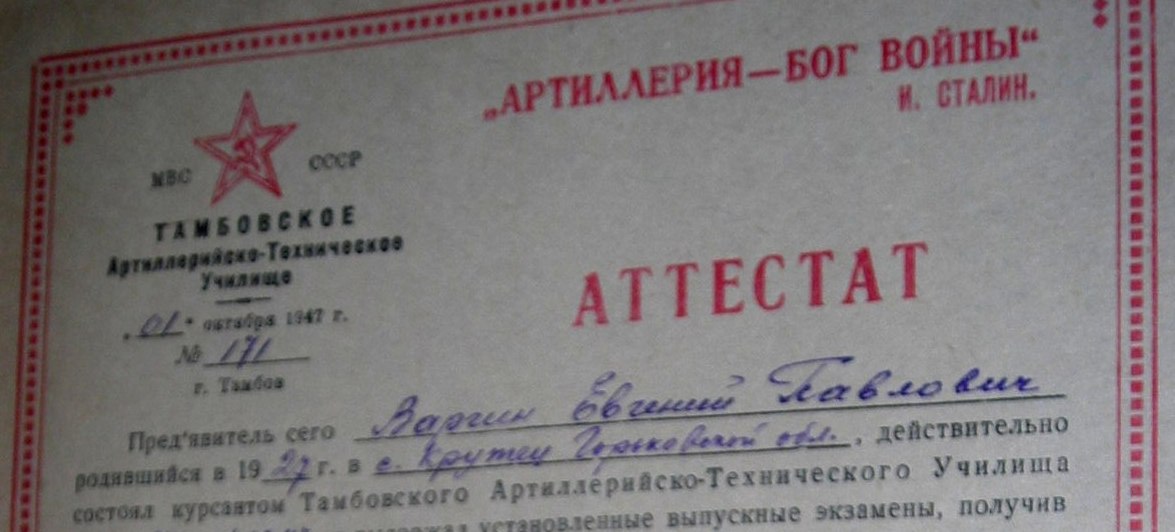 „АРТИЛЛЕРИЯ—БОГ ВОЙНЫ“
И. СТАЛИН.
МВС СССР
ТАМБОВСКОЕ
Артиллерийско-Техническое
Училище
„01“ октября 1947 г.
№ 171
г. Тамбов
АТТЕСТАТ
Пред'явитель сего Варгин Евгений Павлович
родившийся в 1927 г. в с. Крутец Горьковской обл., действительно
состоял курсантом Тамбовского Артиллерийско-Технического Училища
установленные выпускные экзамены, получив